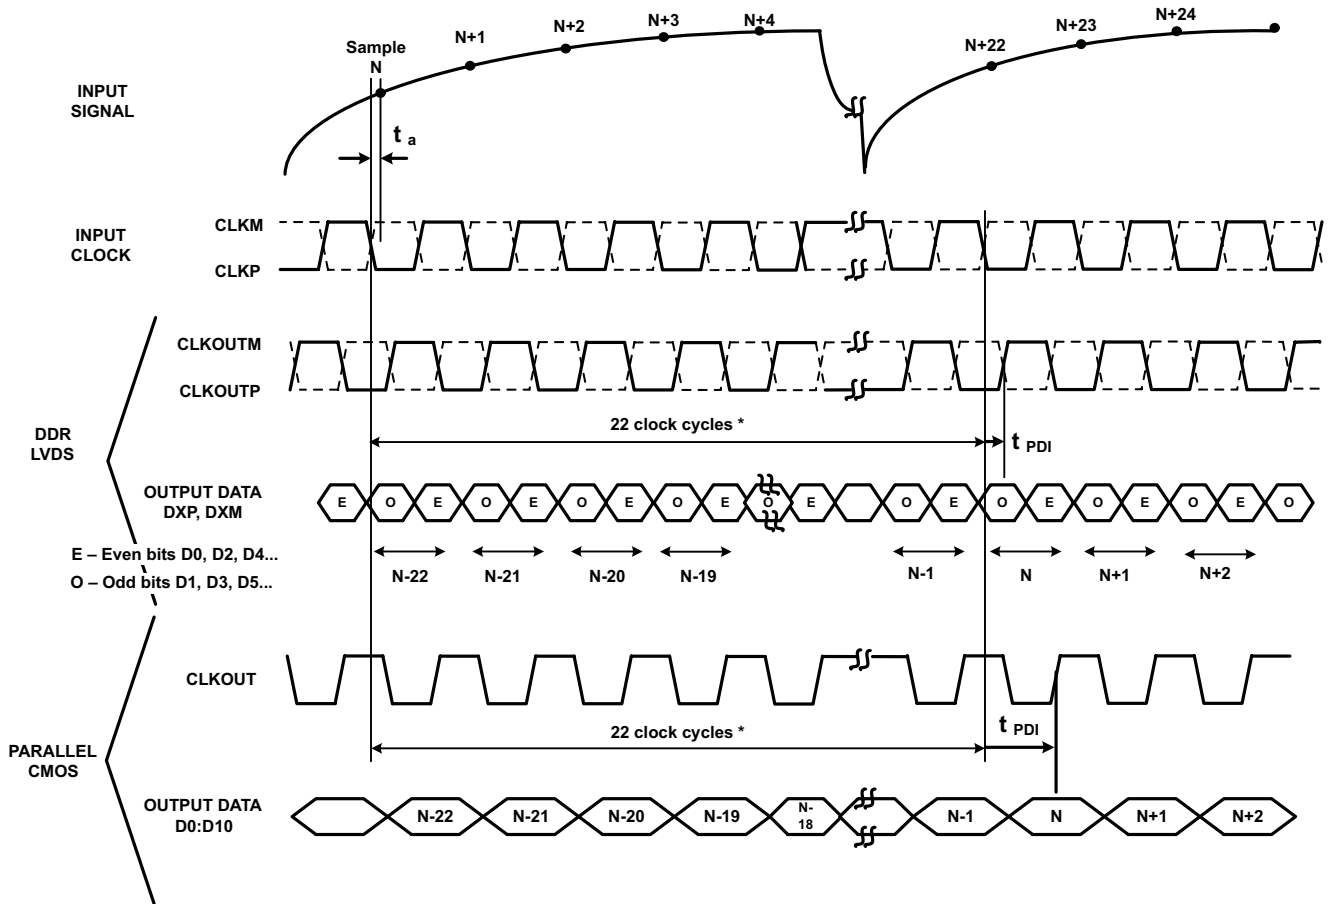 N+1
N+2
N+3
N+4
N+22
N+23
N+24
Sample
N
INPUT
SIGNAL
t a
INPUT
CLOCK
CLKM
CLKP
DDR
LVDS
CLKOUTM
CLKOUTP
22 clock cycles *
t PDI
OUTPUT DATA
DXP, DXM
E O E O E O E O E O E O E O E O E O E O
E – Even bits D0, D2, D4...
O – Odd bits D1, D3, D5...
N-22
N-21
N-20
N-19
N-1
N
N+1
N+2
PARALLEL
CMOS
CLKOUT
22 clock cycles *
t PDI
OUTPUT DATA
D0:D10
N-22
N-21
N-20
N-19
N-
18
N-1
N
N+1
N+2